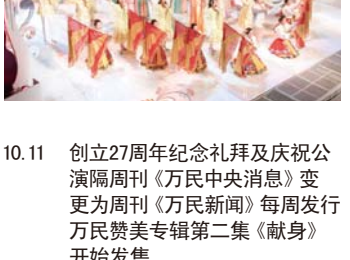 10.11 创立27周年纪念礼拜及庆祝公
演隔周刊《万民中央消息》变
更为周刊《万民新闻》每周发行
万民赞美专辑第二集《献身》
开始发售